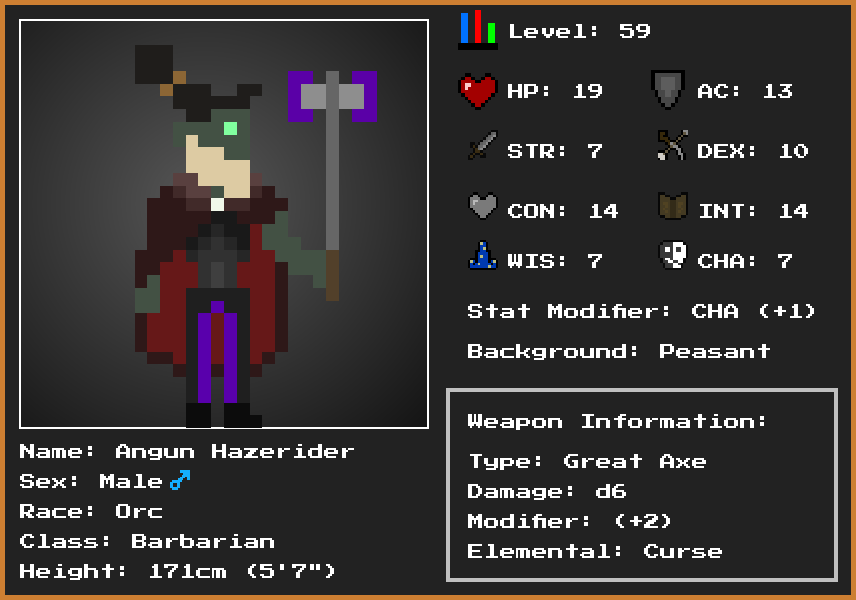 Level: 59
HP: 19 AC: 13
STR: 7 DEX: 10
CON: 14 INT: 14
WIS: 7 CHA: 7
Stat Modifier: CHA (+1)
Background: Peasant
Weapon Information:
Type: Great Axe
Damage: d6
Modifier: (+2)
Elemental: Curse
Name: Angun Hazerider
Sex: Male ♂
Race: Orc
Class: Barbarian
Height: 171cm (5'7")